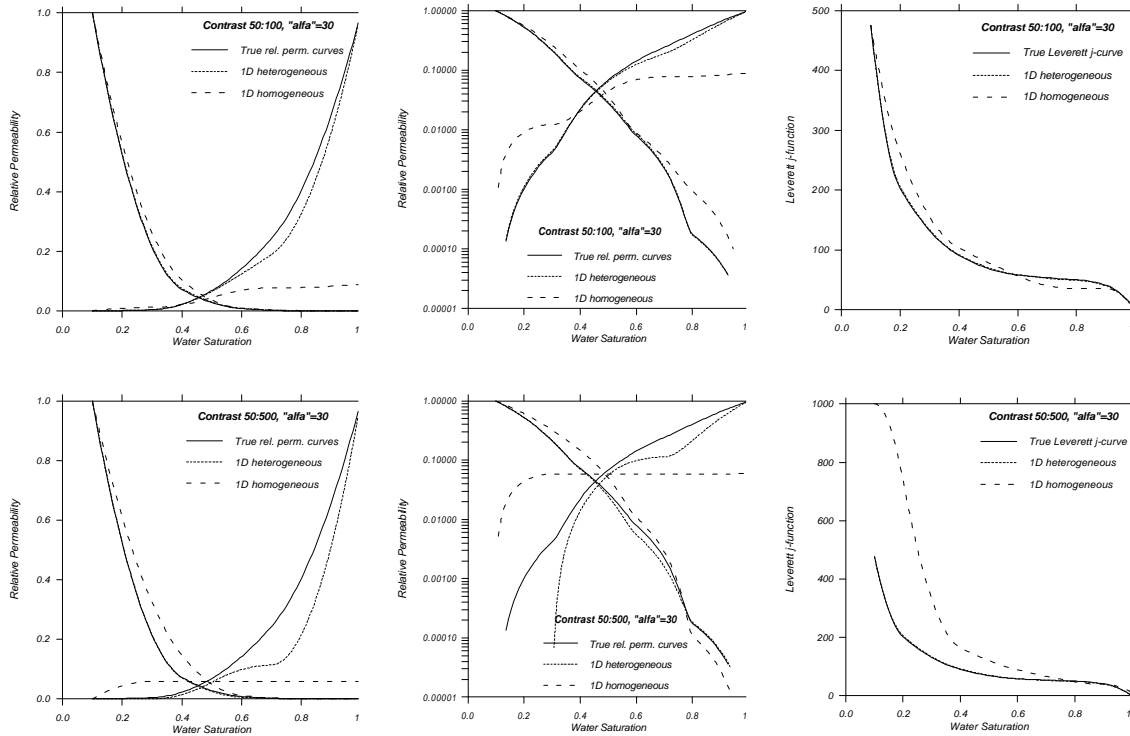 Contrast 50:100, "alfa"=30
True rel. perm. curves
1D heterogeneous
1D homogeneous
Relative Permeability
1.0
0.8
0.6
0.4
0.2
0.0
0.0 0.2 0.4 0.6 0.8 1
Water Saturation
1.00000
0.10000
0.01000
0.00100
0.00010
0.00001
Relative Permeability
Contrast 50:100, "alfa"=30
True rel. perm. curves
1D heterogeneous
1D homogeneous
0.0 0.2 0.4 0.6 0.8 1
Water Saturation
500
400
300
200
100
0
Leverett j-function
Contrast 50:100, "alfa"=30
True Leverett j-curve
1D heterogeneous
1D homogeneous
0.0 0.2 0.4 0.6 0.8 1
Water Saturation
Contrast 50:500, "alfa"=30
True rel. perm. curves
1D heterogeneous
1D homogeneous
Relative Permeability
1.0
0.8
0.6
0.4
0.2
0.0
0.0 0.2 0.4 0.6 0.8 1
Water Saturation
1.00000
0.10000
0.01000
0.00100
0.00010
0.00001
Relative Permeability
Contrast 50:500, "alfa"=30
True rel. perm. curves
1D heterogeneous
1D homogeneous
0.0 0.2 0.4 0.6 0.8 1
Water Saturation
1000
800
600
400
200
0
Leverett j-function
Contrast 50:500, "alfa"=30
True Leverett j-curve
1D heterogeneous
1D homogeneous
0.0 0.2 0.4 0.6 0.8 1
Water Saturation